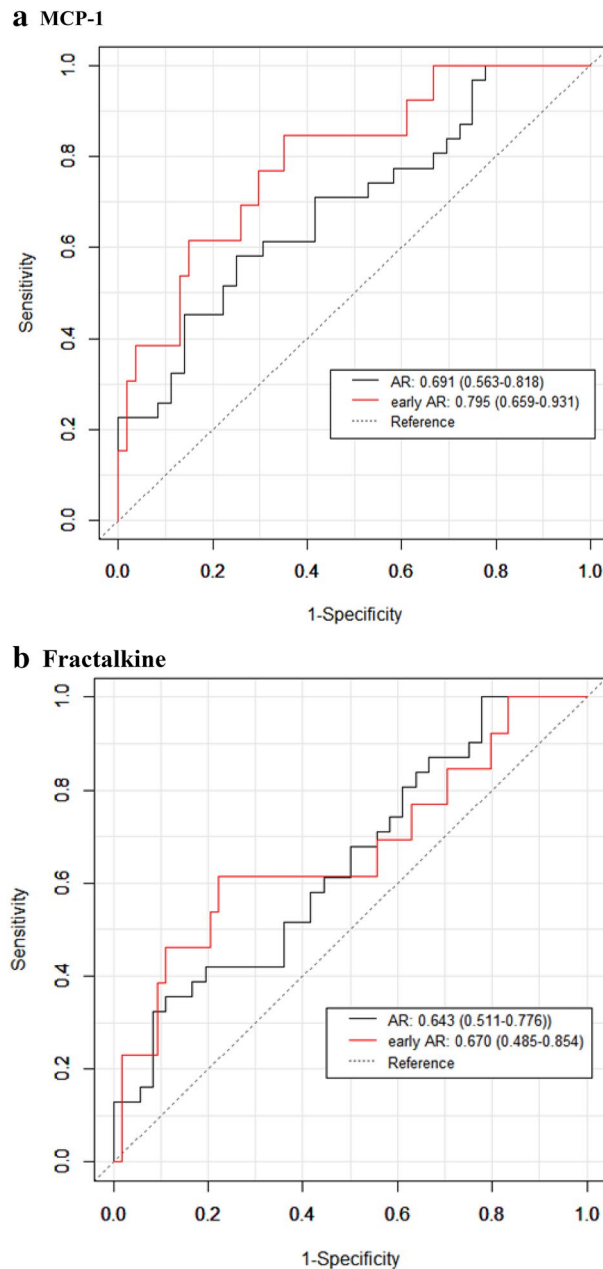 a MCP-1
1.0
0.8
0.6
0.4
0.2
0.0
Sensitivity
AR: 0.691 (0.563-0.818)
early AR: 0.795 (0.659-0.931)
Reference
0.0 0.2 0.4 0.6 0.8 1.0
1-Specificity
b Fractalkine
1.0
0.8
0.6
0.4
0.2
0.0
Sensitivity
AR: 0.643 (0.511-0.776))
early AR: 0.670 (0.485-0.854)
Reference
0.0 0.2 0.4 0.6 0.8 1.0
1-Specificity